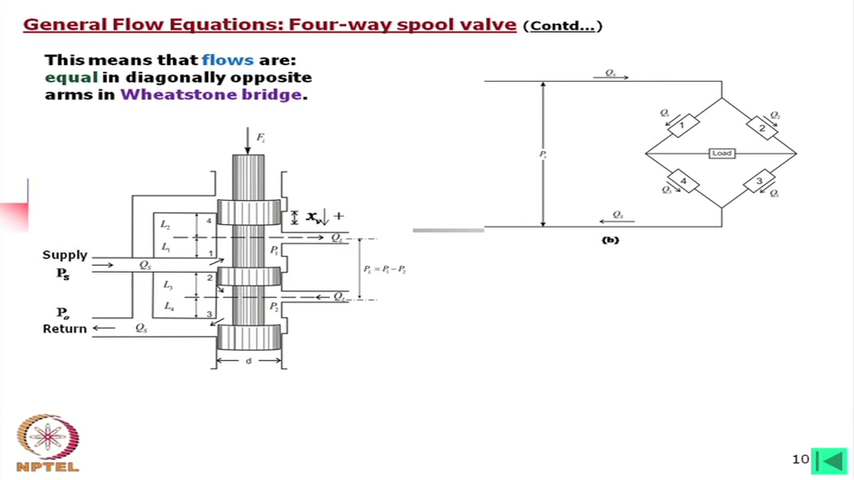 General Flow Equations: Four-way spool valve (Contd...)
This means that flows are:
equal in diagonally opposite
arms in Wheatstone bridge.
Qs
Q1
1
Q2
2
Ps
Load
4
3
Qs
(b)
Fi
xv +
L2
4
L1
1
QL
P1
Supply
Ps
Qs
2
L3
PL = P1 - P2
Po
Return
Qs
L4
3
P2
QL
d
NPTEL
10